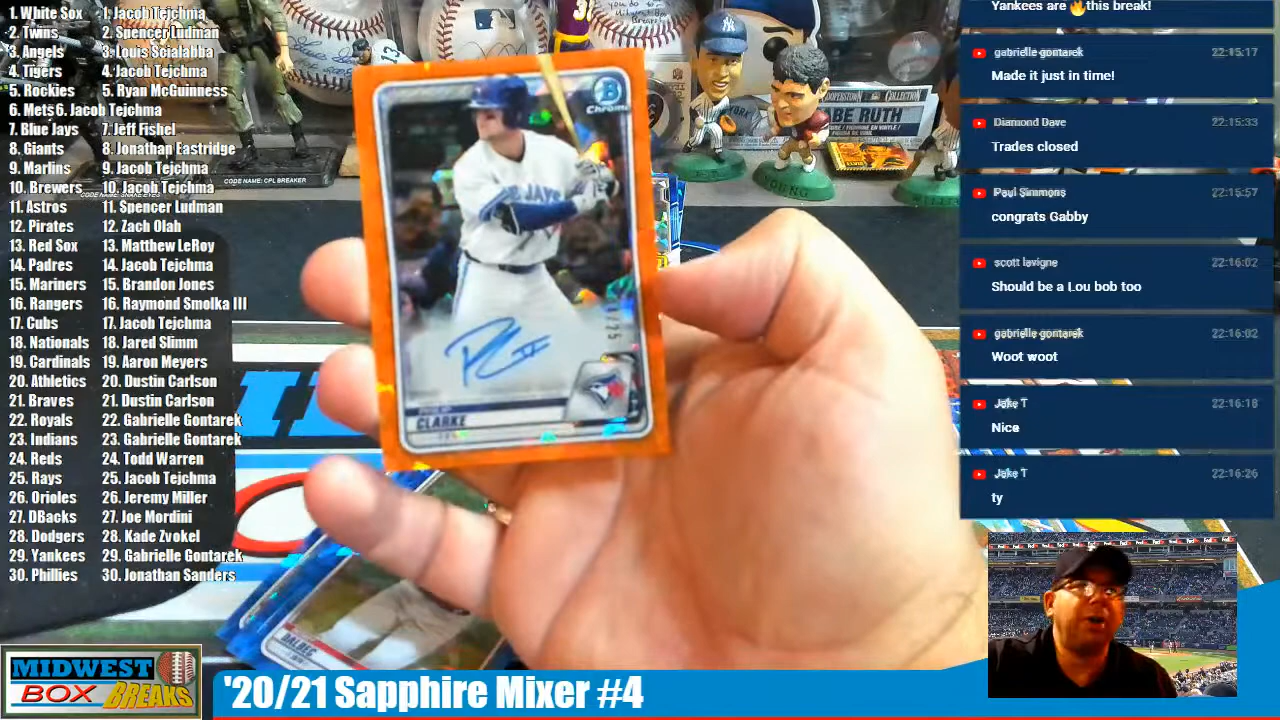 1. White Sox 1. Jacob Tejchma
2. Twins 2. Spencer Ludman
3. Angels 3. Louis Scialabba
4. Tigers 4. Jacob Tejchma
5. Rockies 5. Ryan McGuinness
6. Mets 6. Jacob Tejchma
7. Blue Jays 7. Jeff Fishel
8. Giants 8. Jonathan Eastridge
9. Marlins 9. Jacob Tejchma
10. Brewers 10. Jacob Tejchma
11. Astros 11. Spencer Ludman
12. Pirates 12. Zach Olah
13. Red Sox 13. Matthew LeRoy
14. Padres 14. Jacob Tejchma
15. Mariners 15. Brandon Jones
16. Rangers 16. Raymond Smolka III
17. Cubs 17. Jacob Tejchma
18. Nationals 18. Jared Slimm
19. Cardinals 19. Aaron Meyers
20. Athletics 20. Dustin Carlson
21. Braves 21. Dustin Carlson
22. Royals 22. Gabrielle Gontarek
23. Indians 23. Gabrielle Gontarek
24. Reds 24. Todd Warren
25. Rays 25. Jacob Tejchma
26. Orioles 26. Jeremy Miller
27. DBacks 27. Joe Mordini
28. Dodgers 28. Kade Zvokel
29. Yankees 29. Gabrielle Gontarek
30. Phillies 30. Jonathan Sanders
CODE NAME: CPL BREAKER
B
Chrome
JAYS
/25
CLARKE
DALBEC
COOPERSTOWN COLLECTION
BABE RUTH
Yankees are 🔥this break!
gabrielle gontarek 22:15:17
Made it just in time!
Diamond Dave 22:15:33
Trades closed
Paul Simmons 22:15:57
congrats Gabby
scott lavigne 22:16:02
Should be a Lou bob too
gabrielle gontarek 22:16:02
Woot woot
Jake T 22:16:18
Nice
Jake T 22:16:26
ty
MIDWEST
BOX BREAKS
'20/21 Sapphire Mixer #4